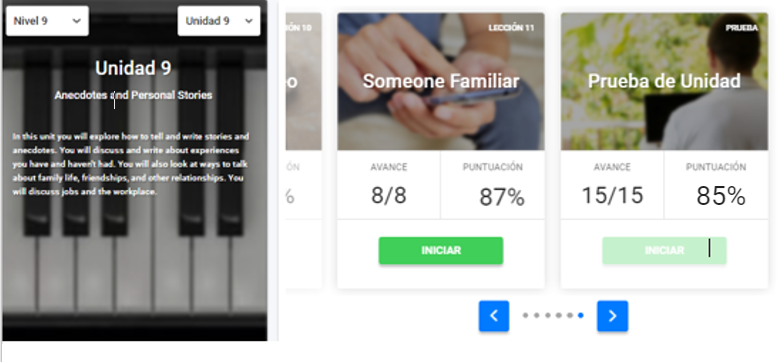 Nivel 9
Unidad 9
Unidad 9
Anecdotes and Personal Stories
In this unit you will explore how to tell and write stories and
anecdotes. You will discuss and write about experiences
you have and haven't had. You will also look at ways to talk
about family life, friendships, and other relationships. You
will discuss jobs and the workplace.
ÓN 10
eo
ÓN
%
LECCIÓN 11
Someone Familiar
AVANCE PUNTUACIÓN
8/8 87%
INICIAR
PRUEBA
Prueba de Unidad
AVANCE PUNTUACIÓN
15/15 85%
INICIAR